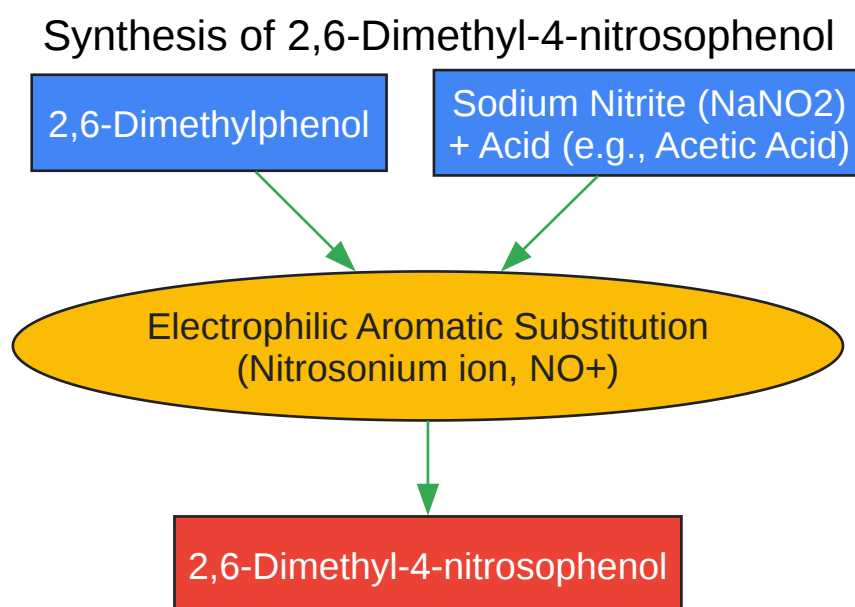 Synthesis of 2,6-Dimethyl-4-nitrosophenol
2,6-Dimethylphenol
Sodium Nitrite (NaNO2)
+ Acid (e.g., Acetic Acid)
Electrophilic Aromatic Substitution
(Nitrosonium ion, NO+)
2,6-Dimethyl-4-nitrosophenol